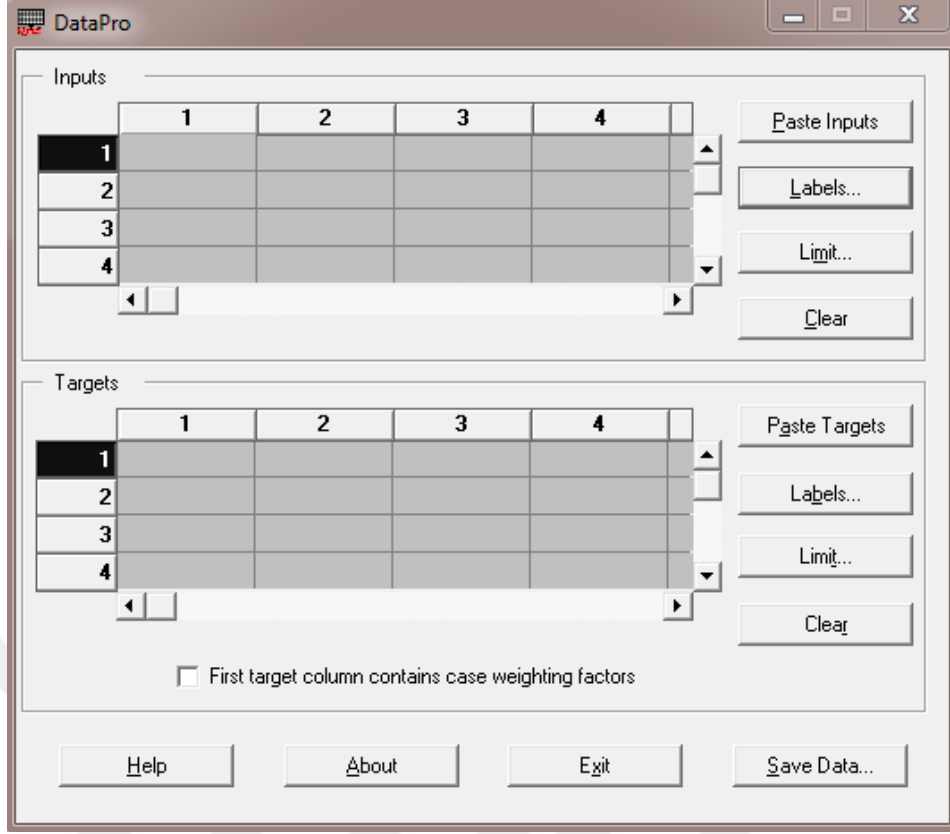 DataPro
Inputs
1 2 3 4
1
2
3
4
Paste Inputs
Labels...
Limit...
Clear
Targets
1 2 3 4
1
2
3
4
Paste Targets
Labels...
Limit...
Clear
First target column contains case weighting factors
Help About Exit Save Data...